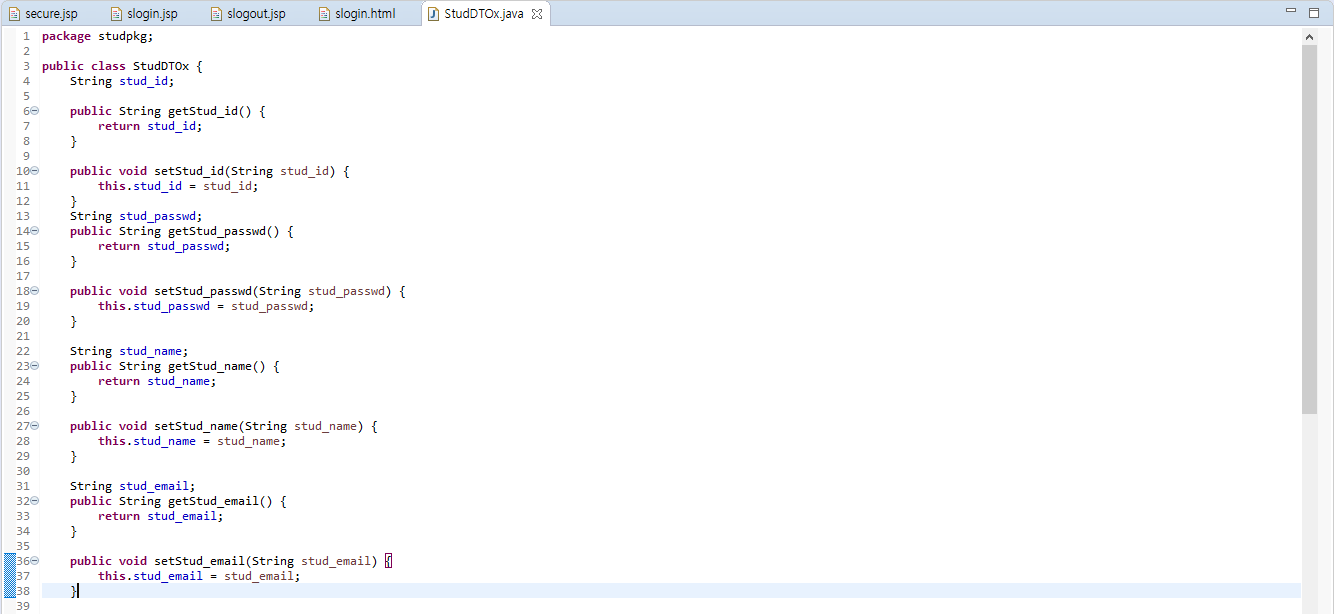 secure.jsp slogin.jsp slogout.jsp slogin.html StudDTOx.java
1 package studpkg;
2
3 public class StudDTOx {
4 String stud_id;
5
6 public String getStud_id() {
7 return stud_id;
8 }
9
10 public void setStud_id(String stud_id) {
11 this.stud_id = stud_id;
12 }
13 String stud_passwd;
14 public String getStud_passwd() {
15 return stud_passwd;
16 }
17
18 public void setStud_passwd(String stud_passwd) {
19 this.stud_passwd = stud_passwd;
20 }
21
22 String stud_name;
23 public String getStud_name() {
24 return stud_name;
25 }
26
27 public void setStud_name(String stud_name) {
28 this.stud_name = stud_name;
29 }
30
31 String stud_email;
32 public String getStud_email() {
33 return stud_email;
34 }
35
36 public void setStud_email(String stud_email) {
37 this.stud_email = stud_email;
38 }
39